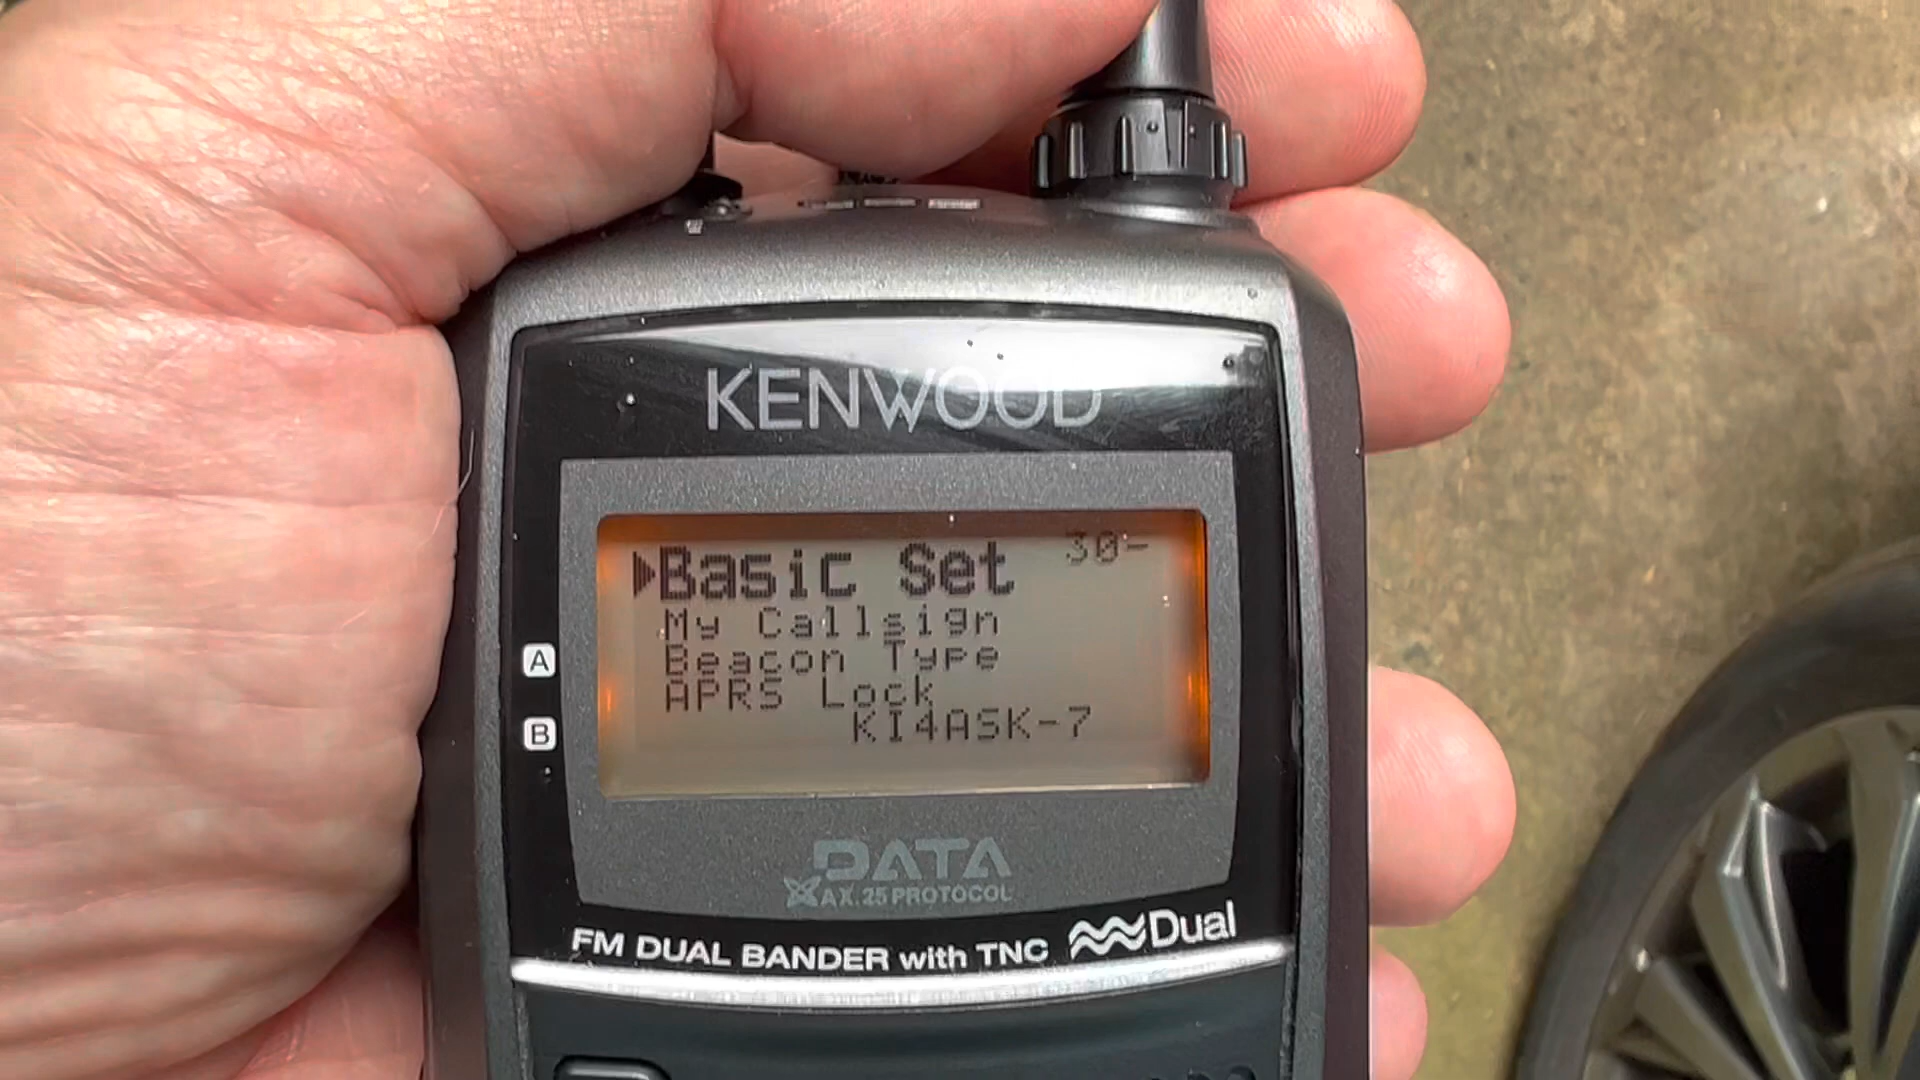 KENWOOD
▶Basic Set 30-
My Callsign
Beacon Type
APRS Lock
KI4ASK-7
A
B
DATA
AX.25 PROTOCOL
FM DUAL BANDER with TNC Dual